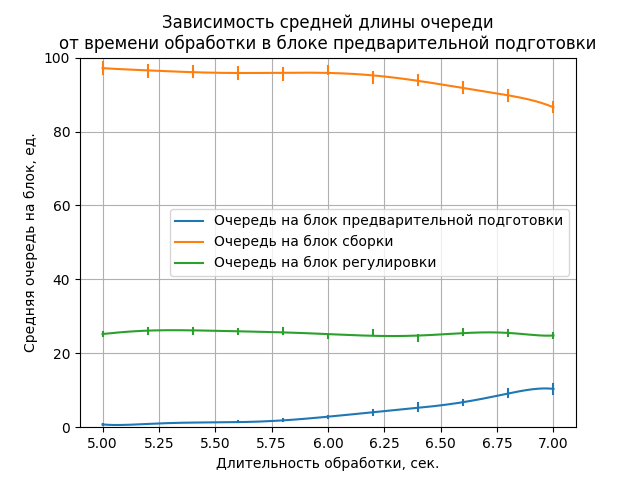 Зависимость средней длины очереди
от времени обработки в блоке предварительной подготовки
100
80
60
40
20
0
Средняя очередь на блок, ед.
Очередь на блок предварительной подготовки
Очередь на блок сборки
Очередь на блок регулировки
5.00 5.25 5.50 5.75 6.00 6.25 6.50 6.75 7.00
Длительность обработки, сек.